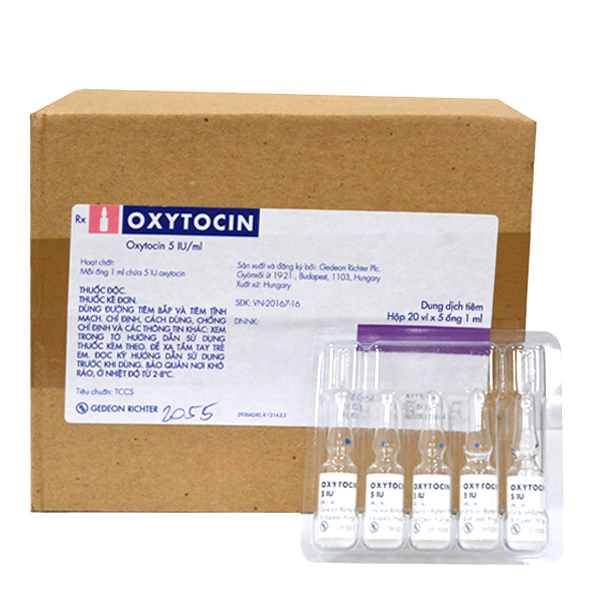 Rx OXYTOCIN
Oxytocin 5 IU/ml
Hoạt chất:
Mỗi ống 1 ml chứa 5 IU oxytocin
THUỐC ĐỘC.
THUỐC KÊ ĐƠN.
DÙNG ĐƯỜNG TIÊM BẮP VÀ TIÊM TĨNH
MẠCH. CHỈ ĐỊNH, CÁCH DÙNG, CHỐNG
CHỈ ĐỊNH VÀ CÁC THÔNG TIN KHÁC: XEM
TRONG TỜ HƯỚNG DẪN SỬ DỤNG
THUỐC KÈM THEO. ĐỂ XA TẦM TAY TRẺ
EM. ĐỌC KỸ HƯỚNG DẪN SỬ DỤNG
TRƯỚC KHI DÙNG. BẢO QUẢN NƠI KHÔ
RÁO, Ở NHIỆT ĐỘ TỪ 2-8°C.
Tiêu chuẩn: TCCS
GEDEON RICHTER
2055
Sản xuất và đăng ký bởi: Gedeon Richter Plc.
Gyömrői út 19-21., Budapest, 1103, Hungary
Xuất xứ: Hungary
SĐK: VN-20167-16
DNNK:
Dung dịch tiêm
Hộp 20 vỉ x 5 ống 1 ml
OXYTOCIN
5 IU
OXYTOCIN
5 IU
OXYTOCIN
5 IU
OXYTOCIN
5 IU
OXYTOCIN
5 IU